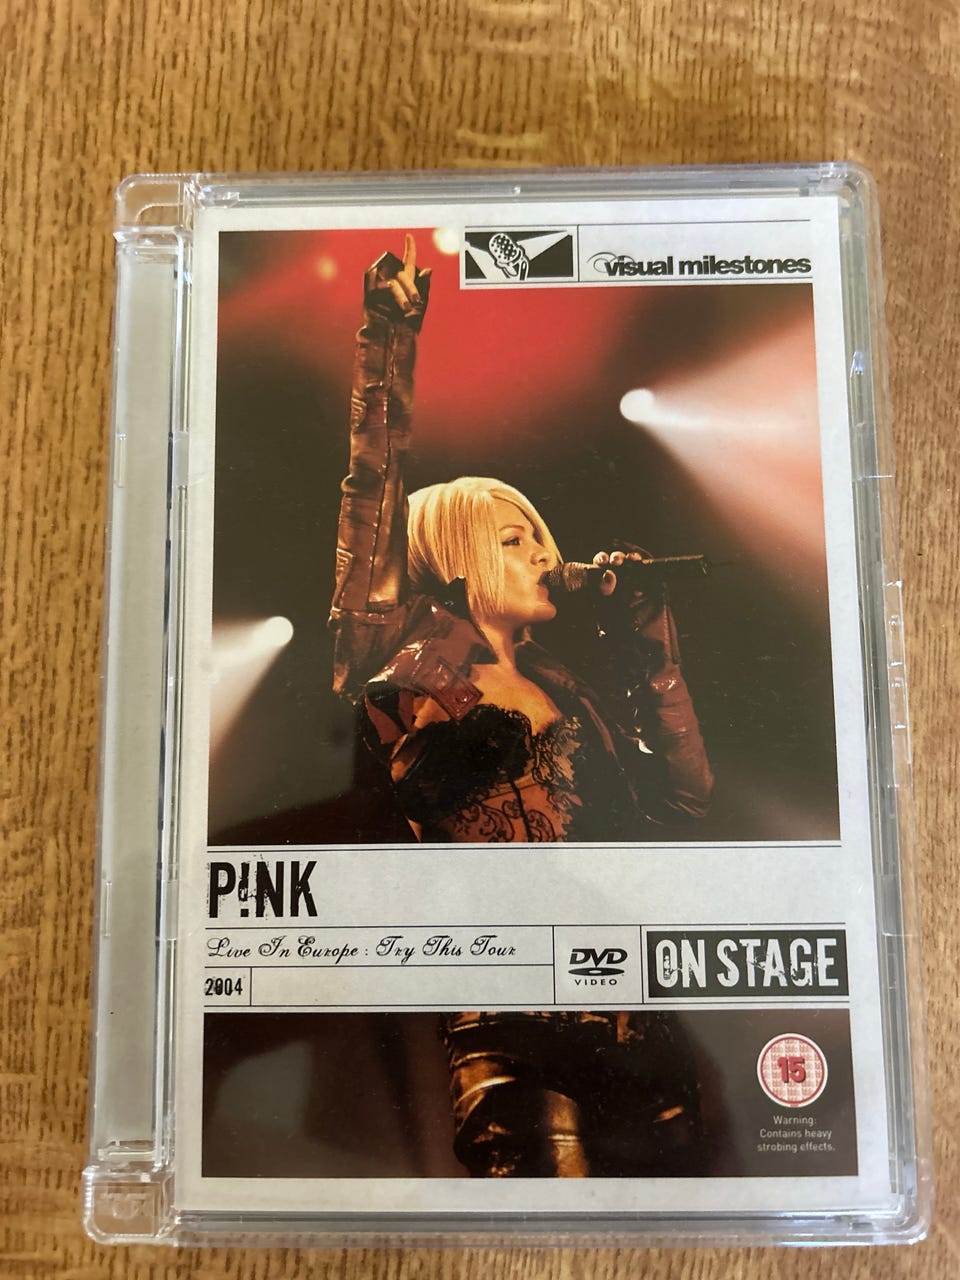 visual milestones
P!NK
Live In Europe : Try This Tour
2004
DVD
VIDEO
ON STAGE
15
Warning:
Contains heavy
strobing effects.